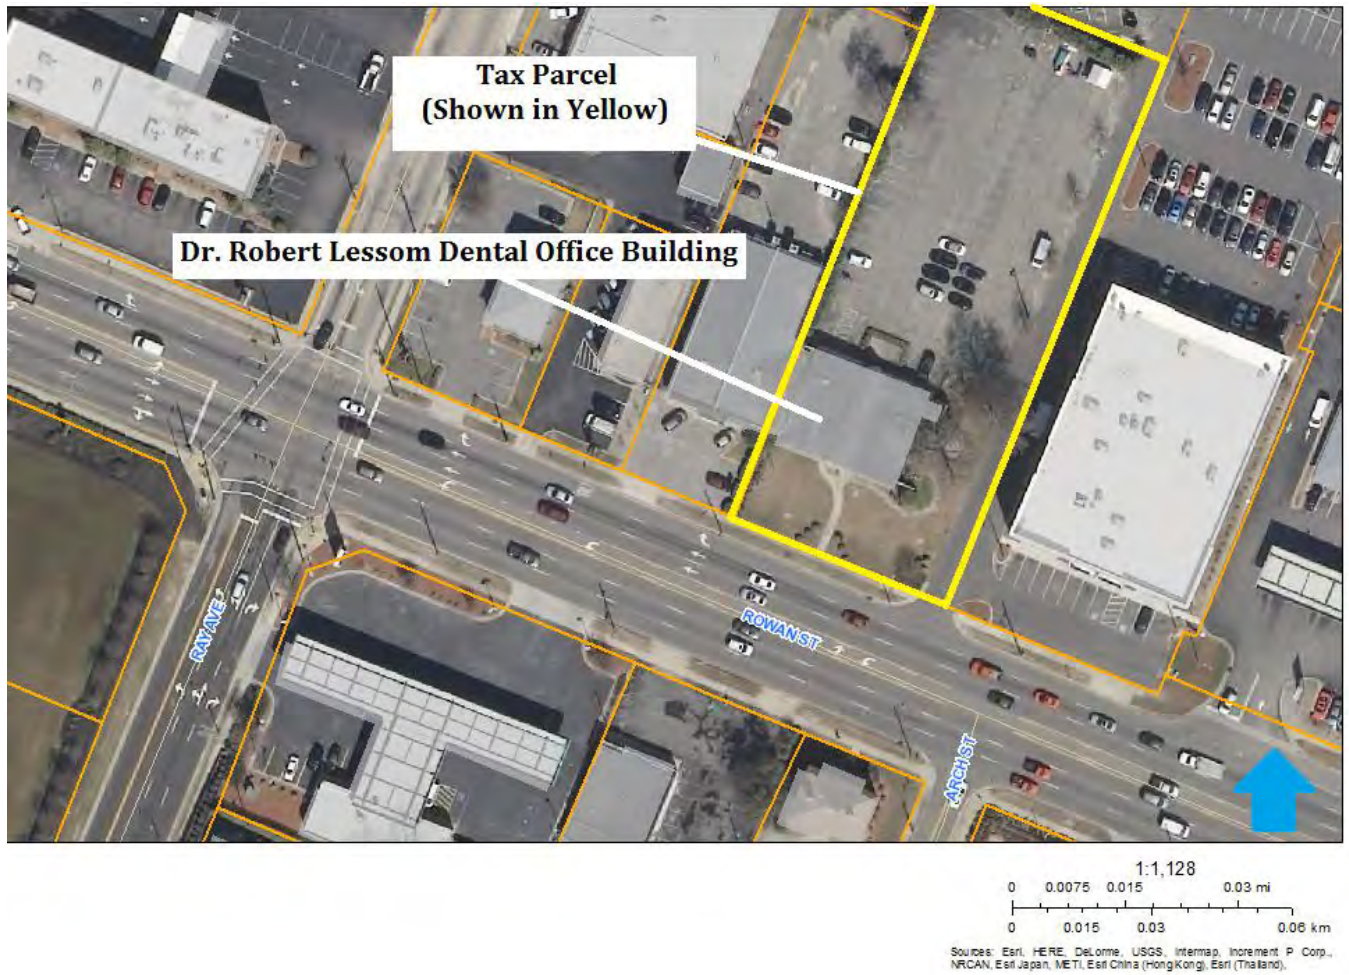 Tax Parcel
(Shown in Yellow)
Dr. Robert Lessom Dental Office Building
RAY AVE
ROWAN ST
ARCH ST
1:1,128
0 0.0075 0.015 0.03 mi
0 0.015 0.03 0.06 km
Sources: Esri, HERE, DeLorme, USGS, Intermap, Increment P Corp.,
NRCAN, Esri Japan, METI, Esri China (Hong Kong), Esri (Thailand),